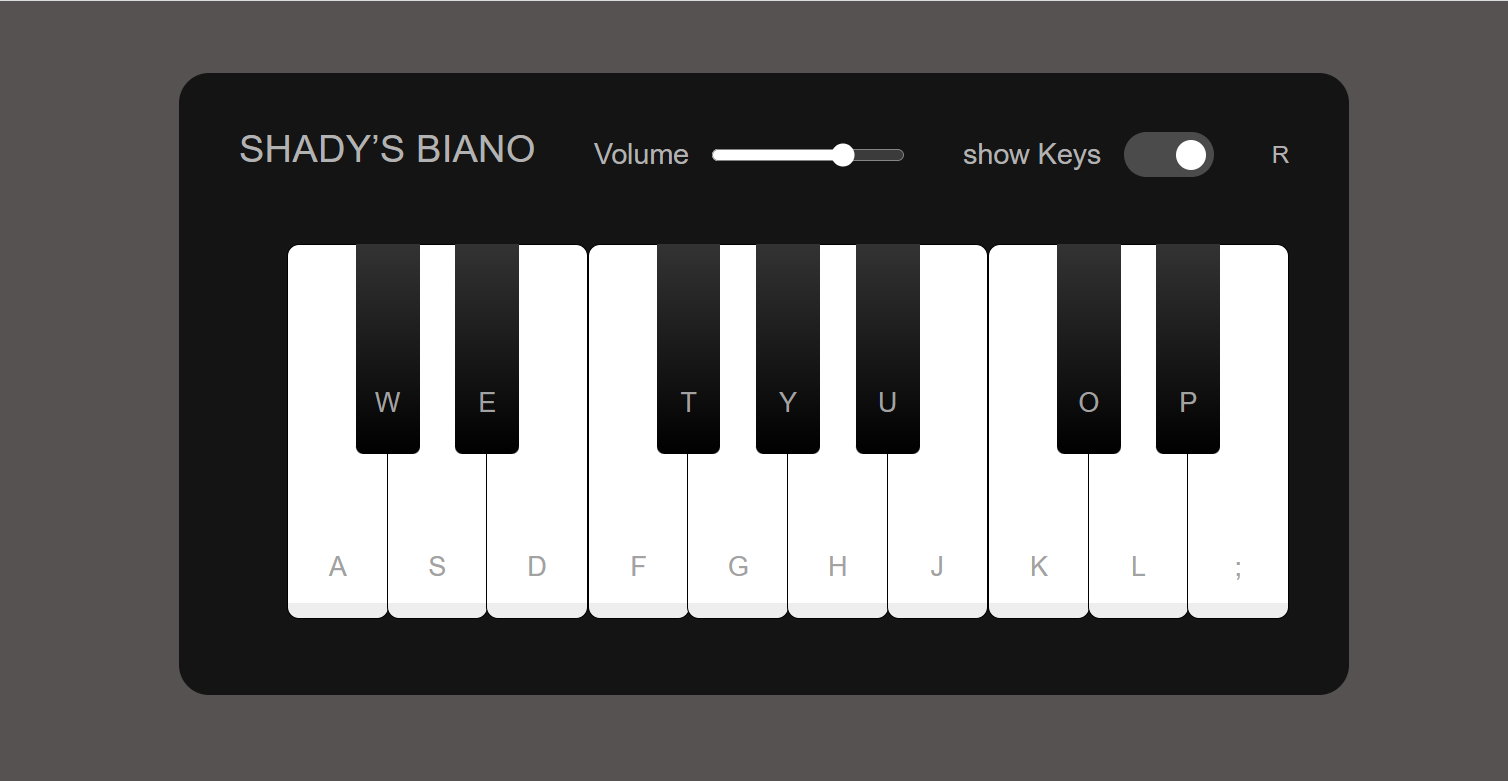 SHADY’S BIANO Volume show Keys R
W E T Y U O P
A S D F G H J K L ;